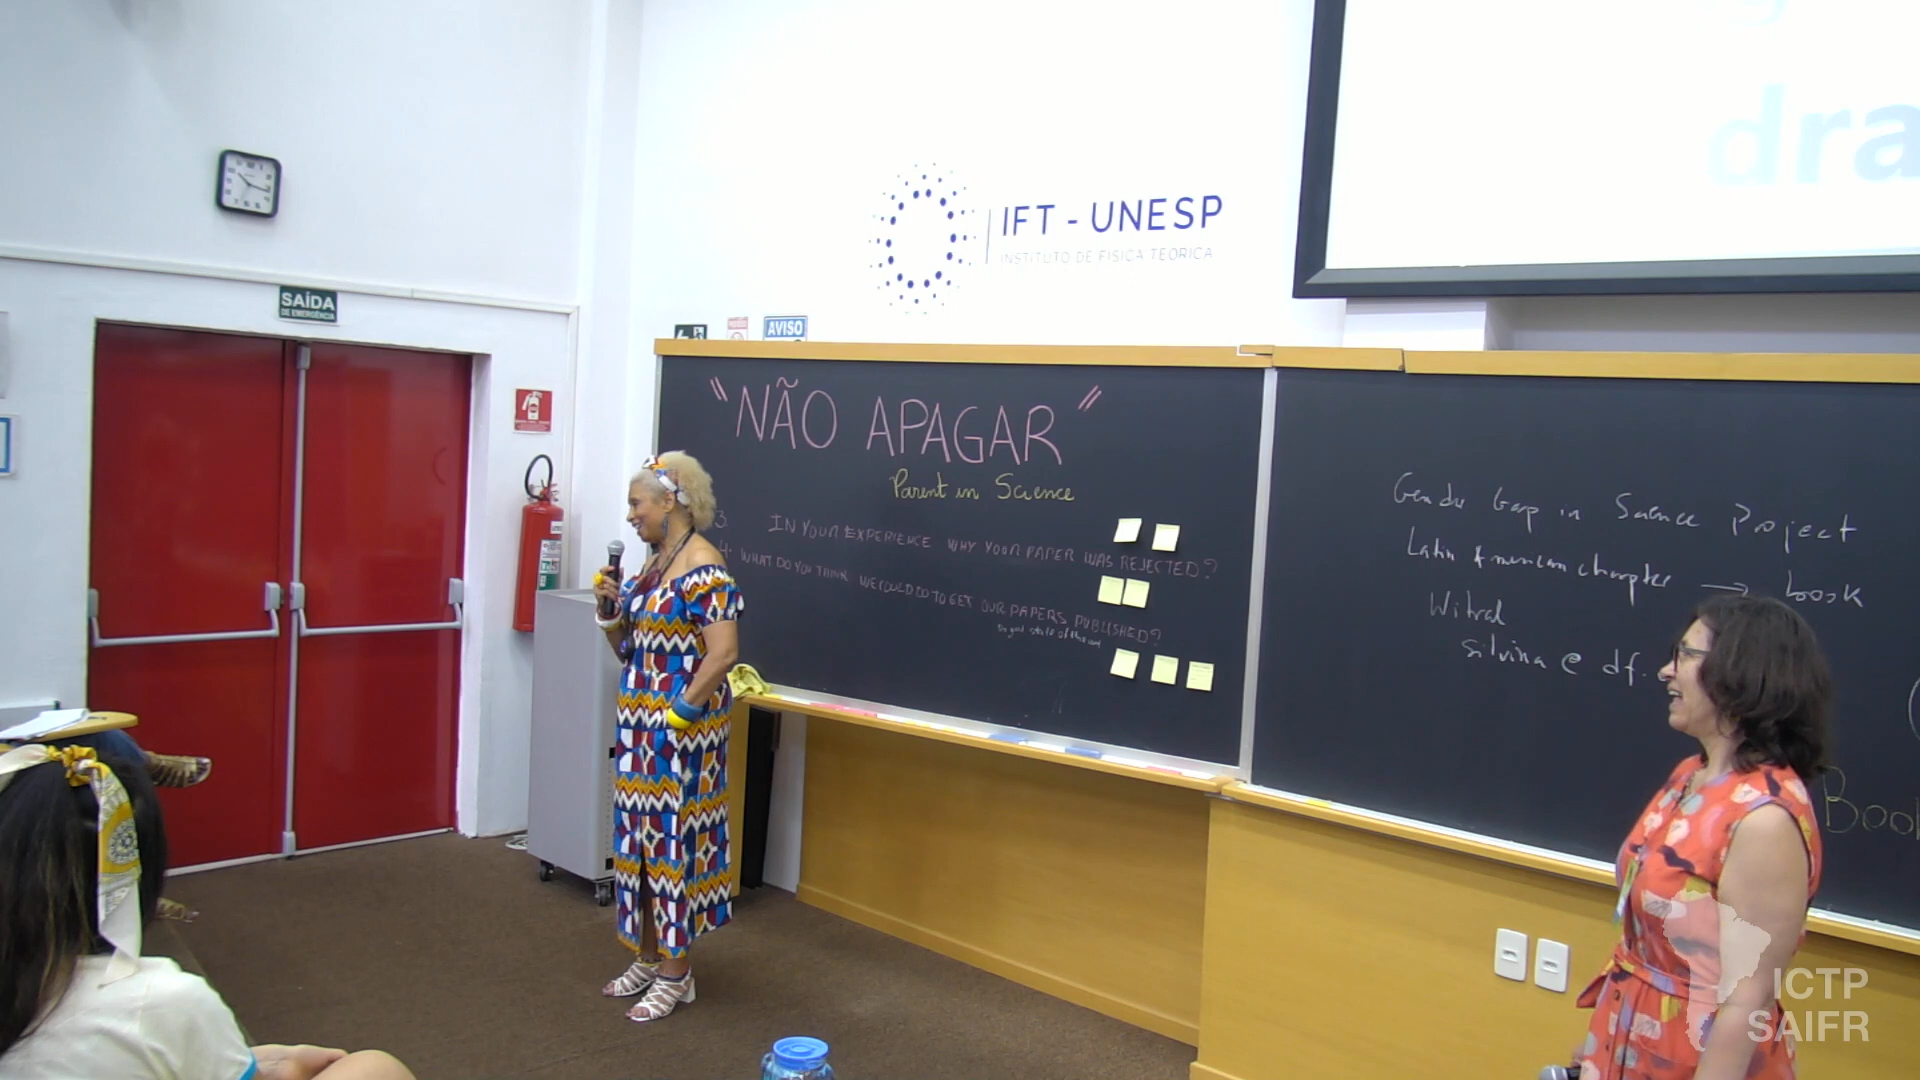 dra
IFT - UNESP
INSTITUTO DE FÍSICA TEÓRICA
SAÍDA
DE EMERGÊNCIA
AVISO
"NÃO APAGAR"
Parent in Science
3. IN YOUR EXPERIENCE WHY YOUR PAPER WAS REJECTED?
4. WHAT DO YOU THINK WE COULD DO TO GET OUR PAPERS PUBLISHED?
Gender Gap in Science Project
Latin American chapter → book
silvina @ df.
Book
ICTP
SAIFR